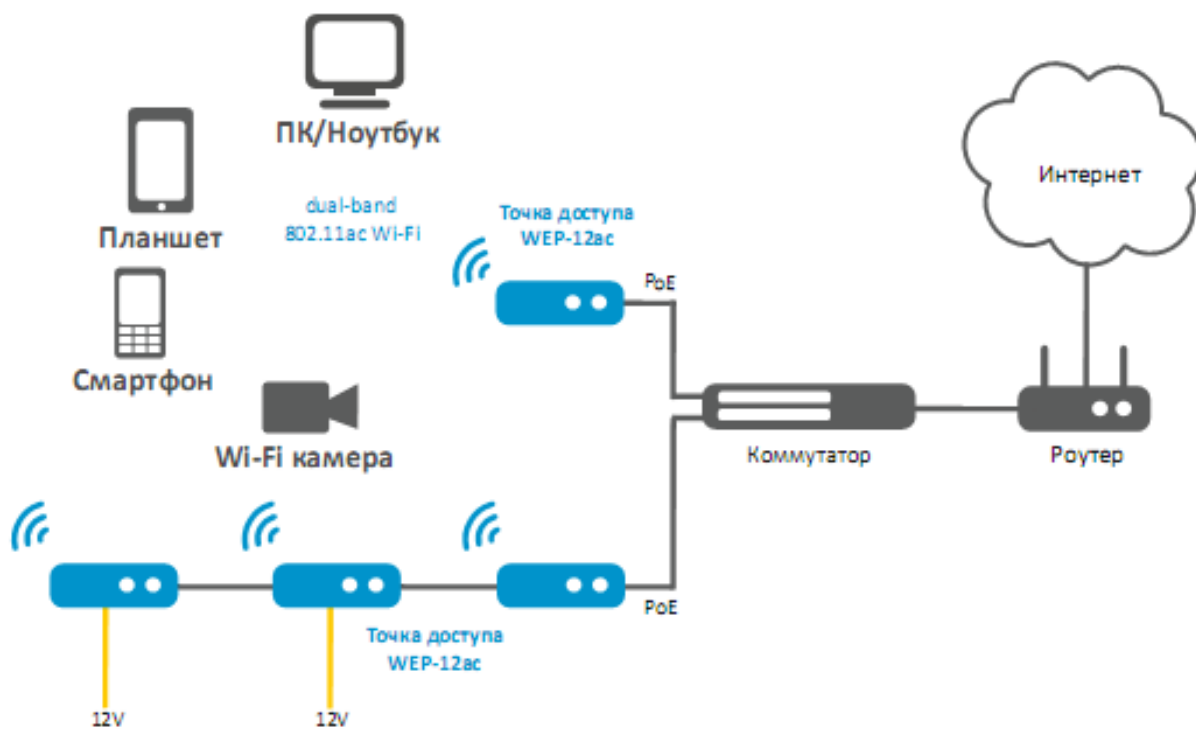 ПК/Ноутбук
Планшет
dual-band
802.11ac Wi-Fi
Точка доступа
WEP-12ac
Интернет
PoE
Смартфон
Wi-Fi камера
Коммутатор
Роутер
PoE
Точка доступа
WEP-12ac
12V
12V